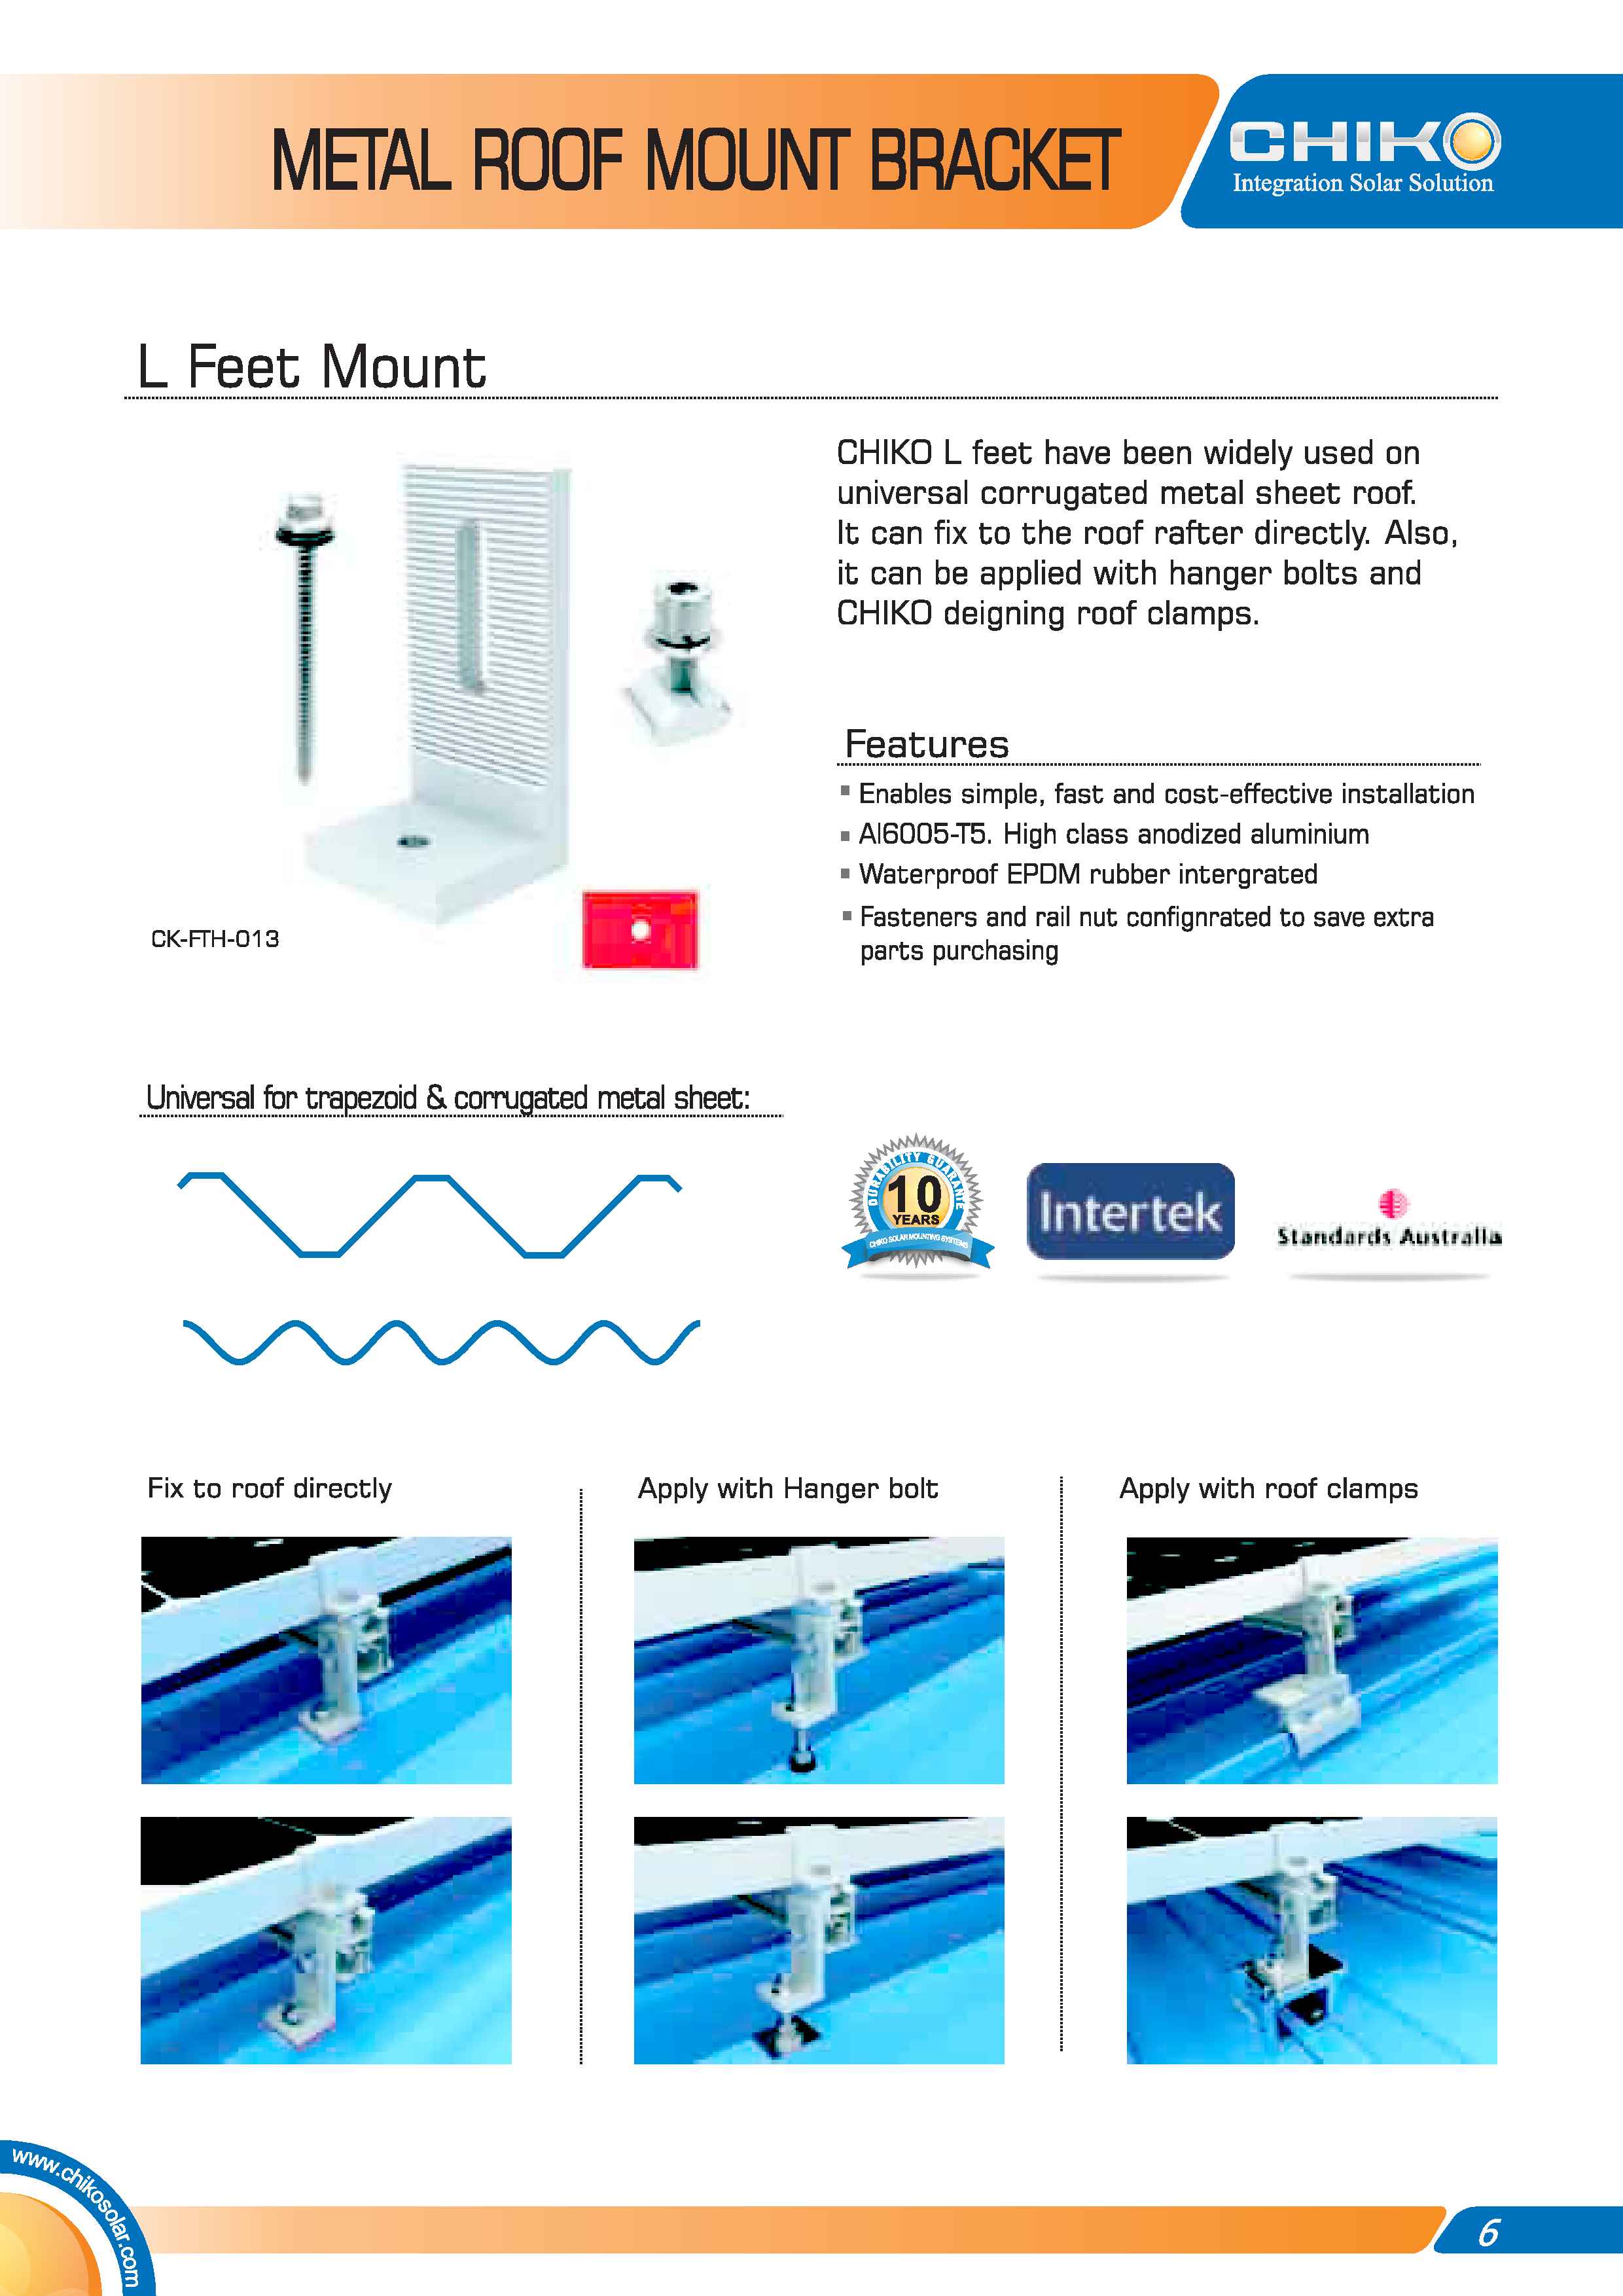 METAL ROOF MOUNT BRACKET
CHIKO
Integration Solar Solution
L Feet Mount
CHIKO L feet have been widely used on
universal corrugated metal sheet roof.
It can fix to the roof rafter directly. Also,
it can be applied with hanger bolts and
CHIKO deigning roof clamps.
Features
Enables simple, fast and cost-effective installation
Al6005-T5. High class anodized aluminium
Waterproof EPDM rubber intergrated
Fasteners and rail nut confignrated to save extra
parts purchasing
CK-FTH-013
Universal for trapezoid & corrugated metal sheet:
DURABILITY GUARANTE
10
YEARS
CHIKO SOLAR MOUNTING SYSTEMS
Intertek
Standards Australia
Fix to roof directly
Apply with Hanger bolt
Apply with roof clamps
www.chikosolar.com
6